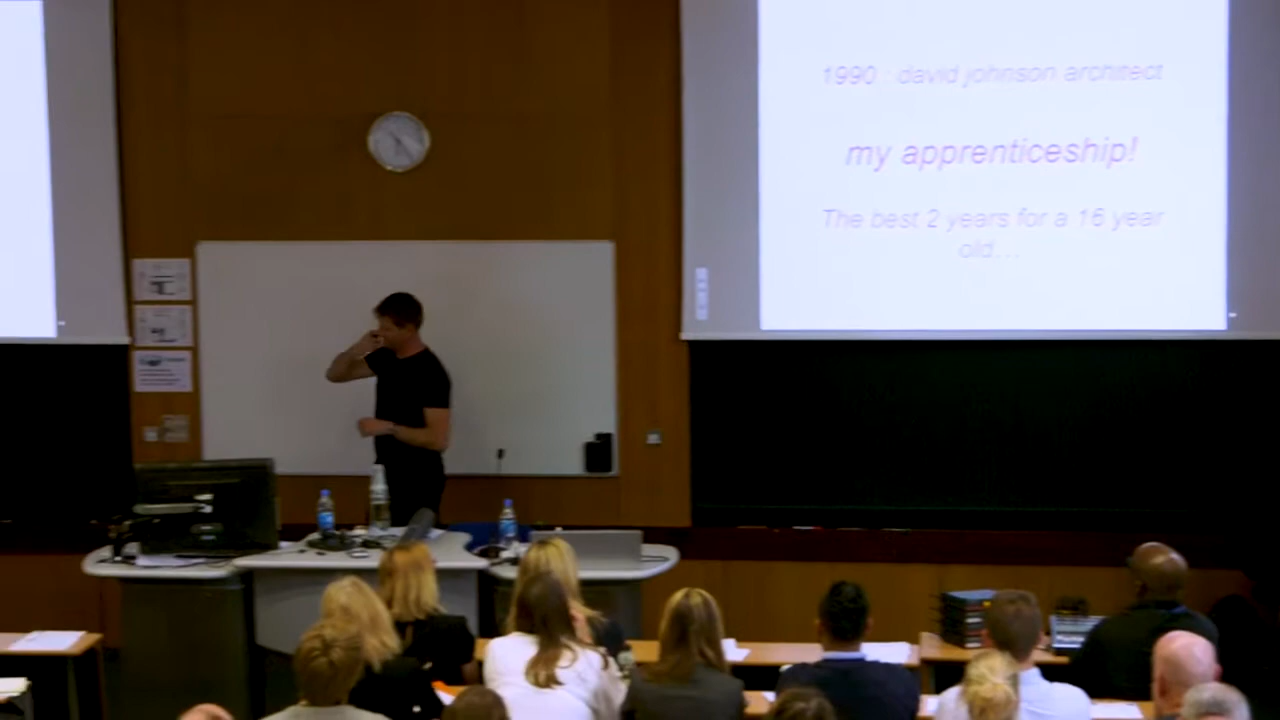 1990 : david johnson architect
my apprenticeship!
The best 2 years for a 16 year
old...